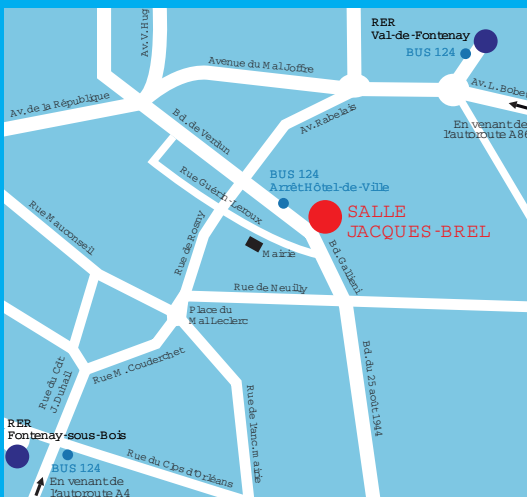 RER
Val-de-Fontenay
BUS 124
Av.V.Hug
Avenue du Mal Joffre
Av. de la République
Bd. de Verdun
Av. Rabelais
Av. L. Bobet
En venant de
l'autoroute A86
BUS 124
Arrêt Hôtel-de-Ville
Rue Guérin-Leroux
SALLE
JACQUES-BREL
Rue Mauconseil
Rue de Rosny
Mairie
Bd. Galliéni
Rue de Neuilly
Place du
Mal Leclerc
Rue M. Couderchet
Rue du Cdt
J. Duhail
Bd. du 25 août 1944
Rue de l'anc. mairie
RER
Fontenay-sous-Bois
BUS 124
En venant de
l'autoroute A4
Rue du Clos d'Orléans